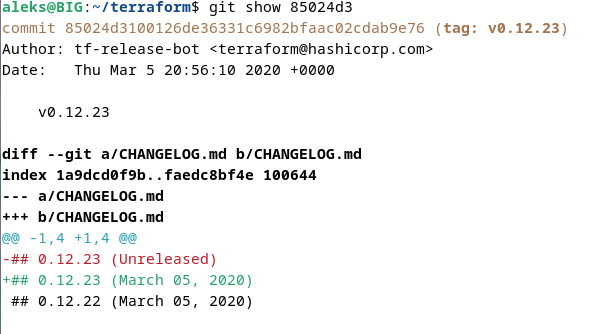 aleks@BIG:~/terraform$ git show 85024d3
commit 85024d3100126de36331c6982bfaac02cdab9e76 (tag: v0.12.23)
Author: tf-release-bot <terraform@hashicorp.com>
Date:   Thu Mar 5 20:56:10 2020 +0000

    v0.12.23

diff --git a/CHANGELOG.md b/CHANGELOG.md
index 1a9dcd0f9b..faedc8bf4e 100644
--- a/CHANGELOG.md
+++ b/CHANGELOG.md
@@ -1,4 +1,4 @@
-## 0.12.23 (Unreleased)
+## 0.12.23 (March 05, 2020)
 ## 0.12.22 (March 05, 2020)